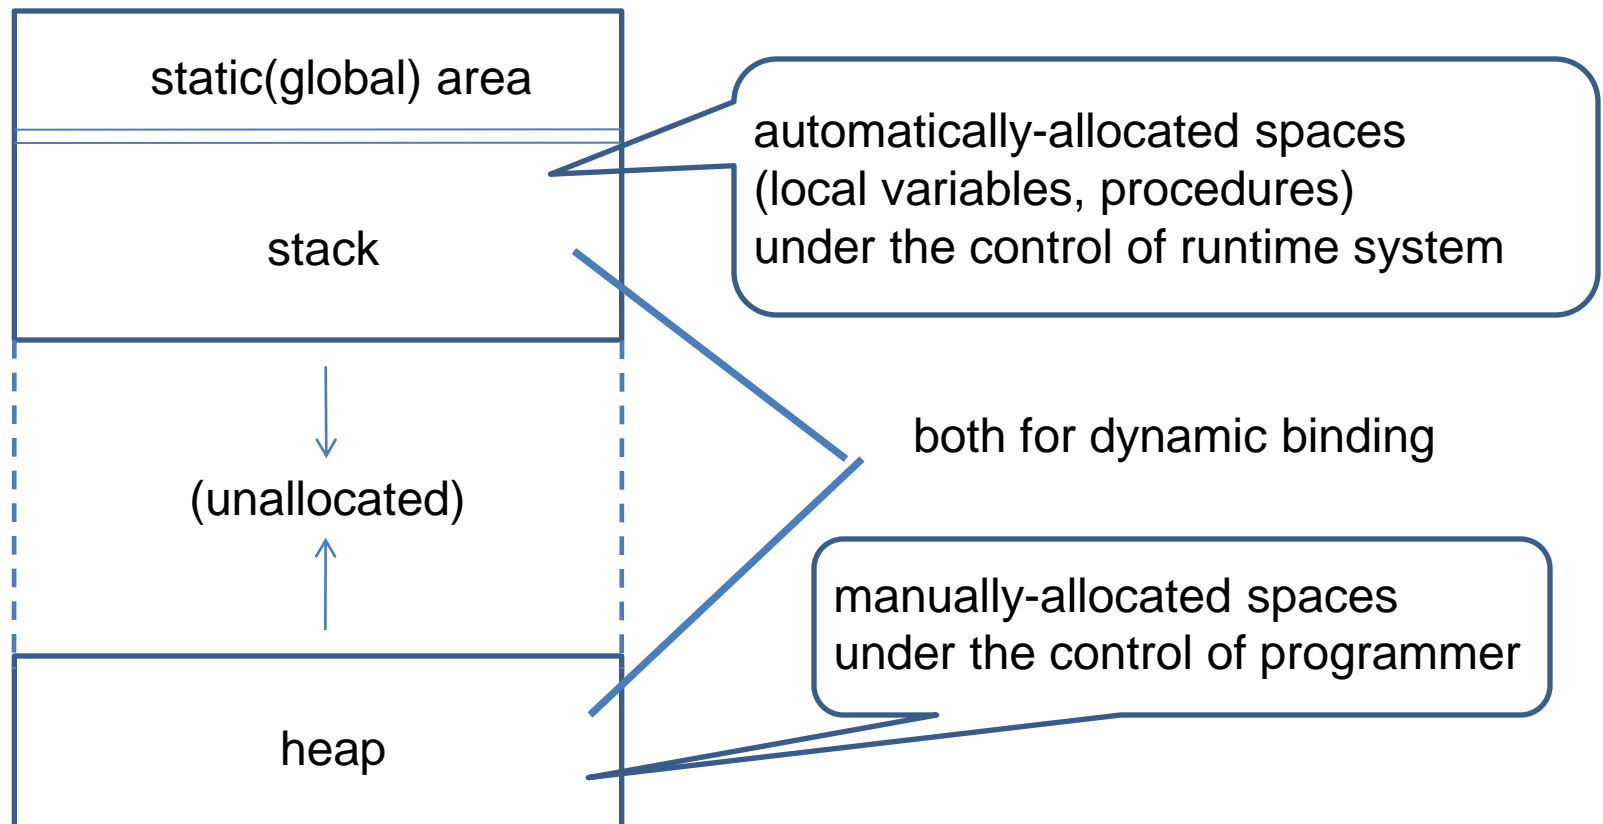 static(global) area
automatically-allocated spaces
(local variables, procedures)
under the control of runtime system
stack
both for dynamic binding
(unallocated)
manually-allocated spaces
under the control of programmer
heap